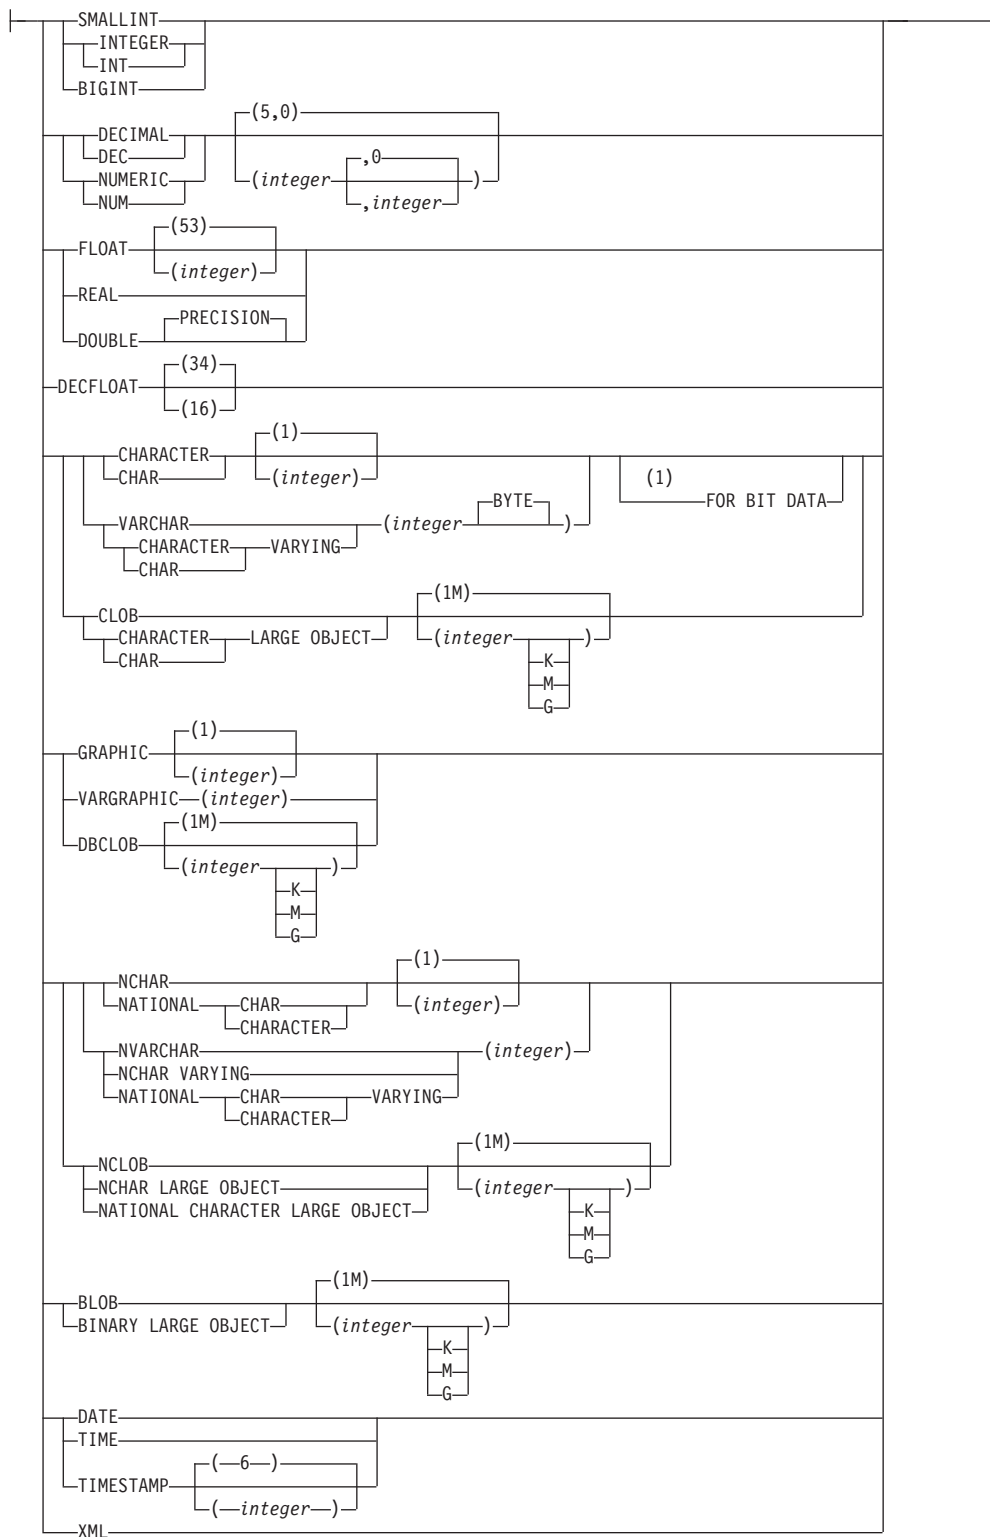 SMALLINT
INTEGER
INT
BIGINT
(5,0)
DECIMAL
DEC ,0
NUMERIC (integer )
NUM ,integer
(53)
FLOAT
(integer)
REAL
PRECISION
DOUBLE
(34)
DECFLOAT
(16)
(1)
CHARACTER (1)
CHAR (integer) FOR BIT DATA
BYTE
VARCHAR (integer )
CHARACTER VARYING
CHAR
(1M)
CLOB
CHARACTER LARGE OBJECT (integer )
CHAR K
M
G
(1)
GRAPHIC
(integer)
VARGRAPHIC (integer)
(1M)
DBCLOB
(integer )
K
M
G
(1)
NCHAR
NATIONAL CHAR (integer)
CHARACTER
NVARCHAR (integer)
NCHAR VARYING
NATIONAL CHAR VARYING
CHARACTER
(1M)
NCLOB
NCHAR LARGE OBJECT (integer )
NATIONAL CHARACTER LARGE OBJECT K
M
G
(1M)
BLOB
BINARY LARGE OBJECT (integer )
K
M
G
DATE
TIME
( 6 )
TIMESTAMP
( integer )
XML